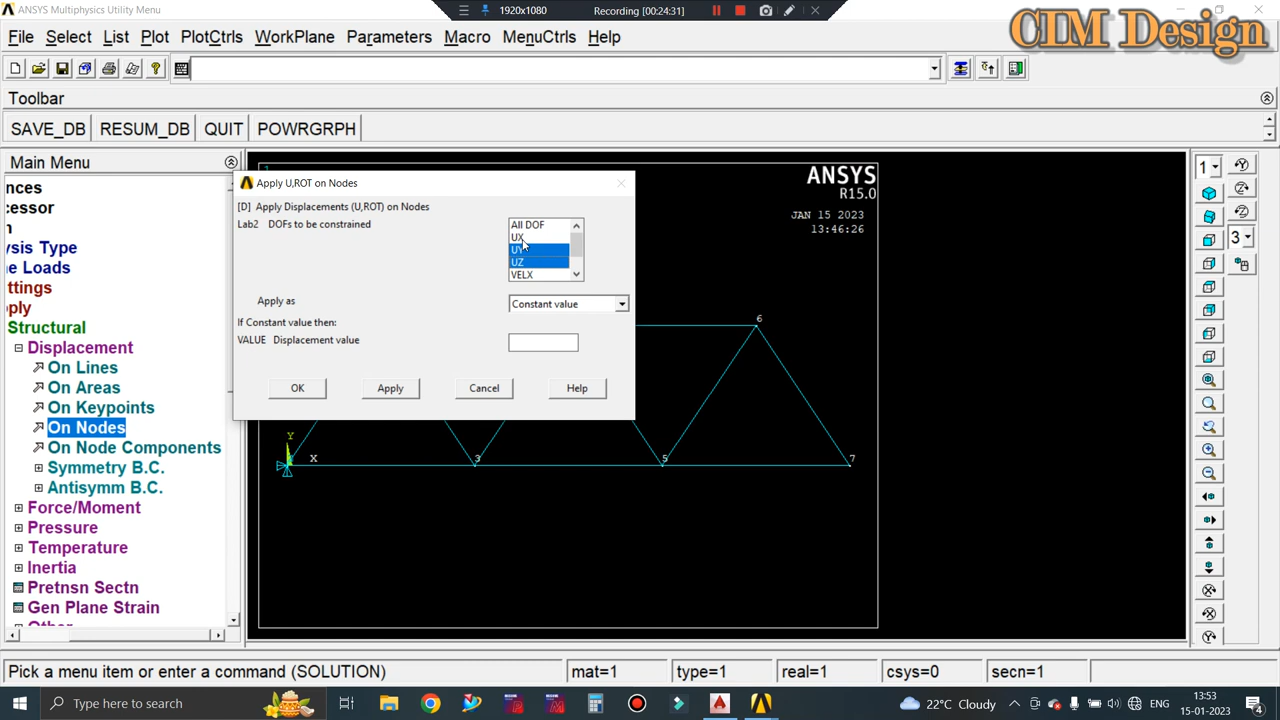 ANSYS Multiphysics Utility Menu
1920x1080
Recording [00:24:31]
CIM Design
File Select List Plot PlotCtrls WorkPlane Parameters Macro MenuCtrls Help
Toolbar
SAVE_DB RESUM_DB QUIT POWRGRPH
Main Menu
nces
cessor
ysis Type
ne Loads
ttings
ply
Structural
Displacement
On Lines
On Areas
On Keypoints
On Nodes
On Node Components
Symmetry B.C.
Antisymm B.C.
Force/Moment
Pressure
Temperature
Inertia
Pretnsn Sectn
Gen Plane Strain
Other
Apply U,ROT on Nodes
[D] Apply Displacements (U,ROT) on Nodes
Lab2 DOFs to be constrained
All DOF
UX
UY
UZ
VELX
Apply as
Constant value
If Constant value then:
VALUE Displacement value
OK Apply Cancel Help
1
ANSYS
R15.0
JAN 15 2023
13:46:26
6
Y
X
3
5
7
1
3
Pick a menu item or enter a command (SOLUTION)
mat=1
type=1
real=1
csys=0
secn=1
Type here to search
22°C Cloudy
ENG
13:53
15-01-2023
4